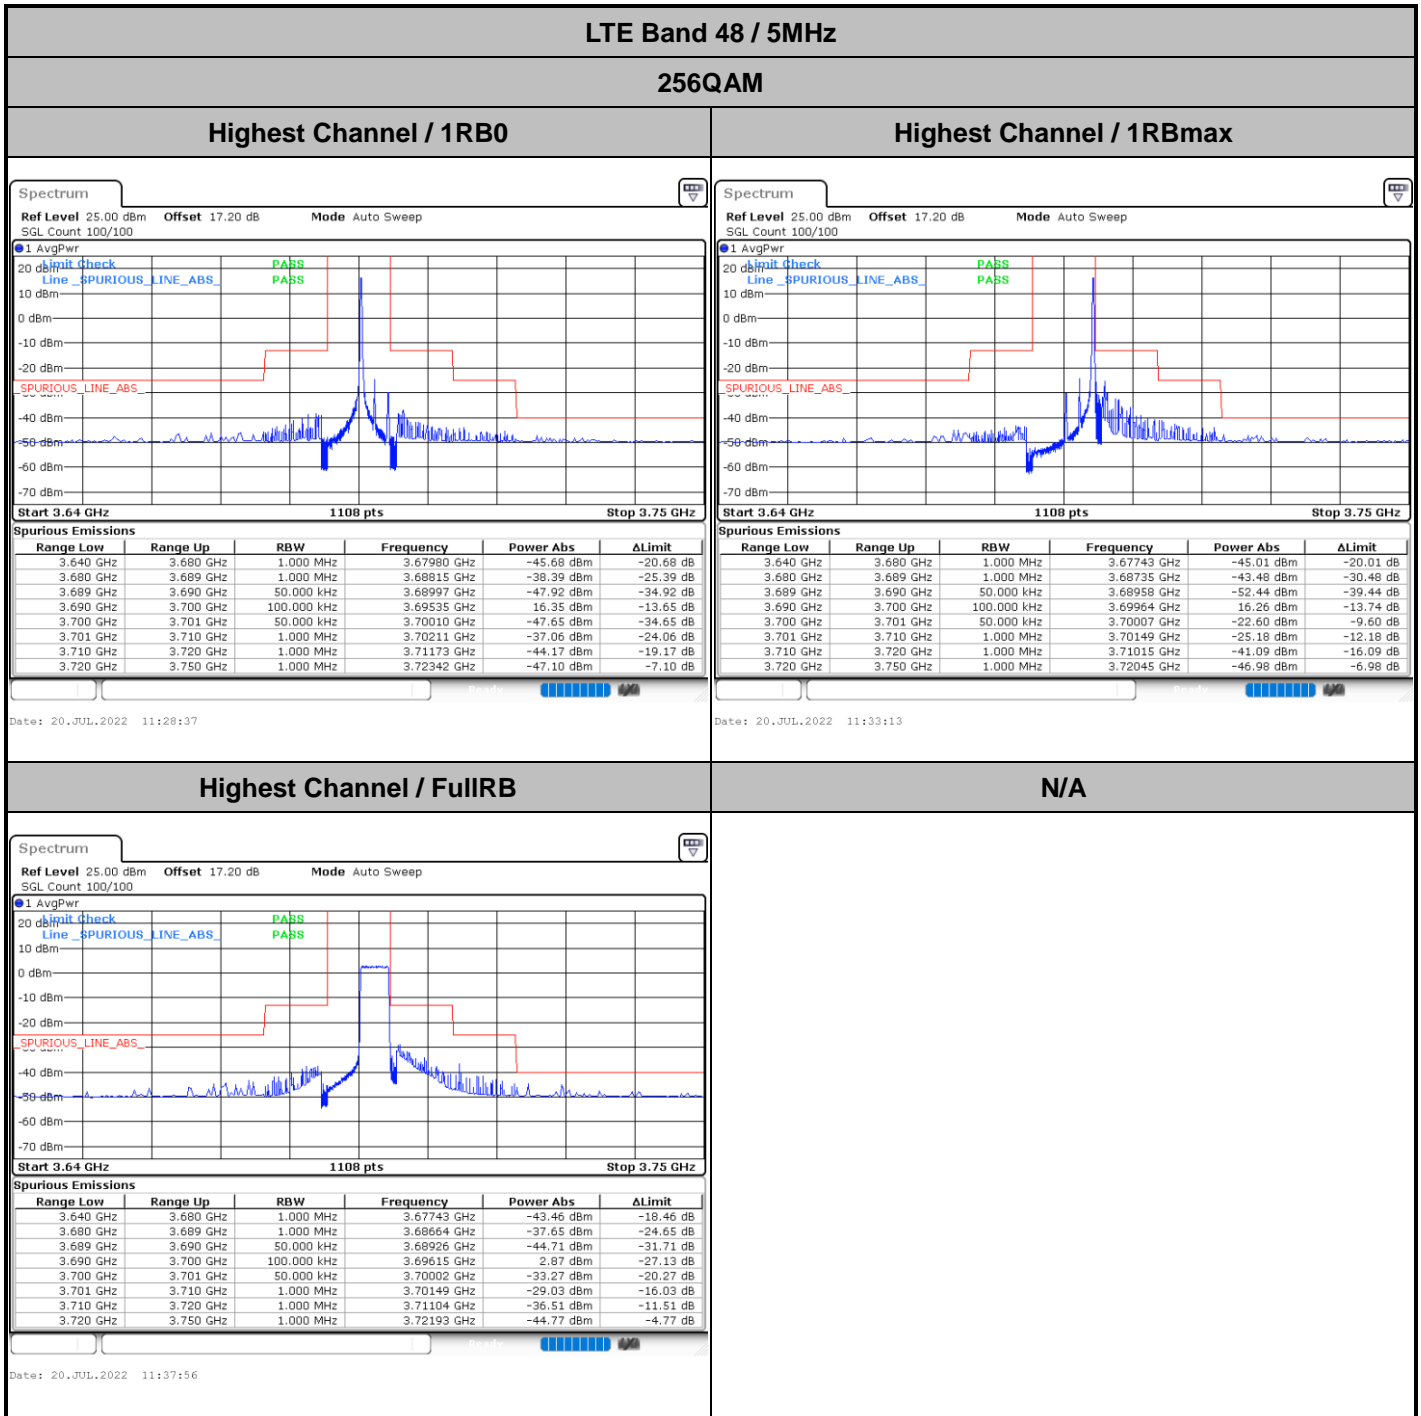 LTE Band 48 / 5MHz
256QAM
Highest Channel / 1RB0
Highest Channel / 1RBmax
Spectrum
Ref Level 25.00 dBm Offset 17.20 dB Mode Auto Sweep
SGL Count 100/100
1 AvgPwr
Limit Check PASS
Line _SPURIOUS_LINE_ABS_ PASS
20 dBm
10 dBm
0 dBm
-10 dBm
-20 dBm
_SPURIOUS_LINE_ABS_
-40 dBm
-50 dBm
-60 dBm
-70 dBm
Start 3.64 GHz 1108 pts Stop 3.75 GHz
Spurious Emissions
Range Low Range Up RBW Frequency Power Abs ΔLimit
3.640 GHz 3.680 GHz 1.000 MHz 3.67980 GHz -45.68 dBm -20.68 dB
3.680 GHz 3.689 GHz 1.000 MHz 3.68815 GHz -38.39 dBm -25.39 dB
3.689 GHz 3.690 GHz 50.000 kHz 3.68997 GHz -47.92 dBm -34.92 dB
3.690 GHz 3.700 GHz 100.000 kHz 3.69535 GHz 16.35 dBm -13.65 dB
3.700 GHz 3.701 GHz 50.000 kHz 3.70010 GHz -47.65 dBm -34.65 dB
3.701 GHz 3.710 GHz 1.000 MHz 3.70211 GHz -37.06 dBm -24.06 dB
3.710 GHz 3.720 GHz 1.000 MHz 3.71173 GHz -44.17 dBm -19.17 dB
3.720 GHz 3.750 GHz 1.000 MHz 3.72342 GHz -47.10 dBm -7.10 dB
Ready
Date: 20.JUL.2022 11:28:37
Spectrum
Ref Level 25.00 dBm Offset 17.20 dB Mode Auto Sweep
SGL Count 100/100
1 AvgPwr
Limit Check PASS
Line _SPURIOUS_LINE_ABS_ PASS
20 dBm
10 dBm
0 dBm
-10 dBm
-20 dBm
_SPURIOUS_LINE_ABS_
-40 dBm
-50 dBm
-60 dBm
-70 dBm
Start 3.64 GHz 1108 pts Stop 3.75 GHz
Spurious Emissions
Range Low Range Up RBW Frequency Power Abs ΔLimit
3.640 GHz 3.680 GHz 1.000 MHz 3.67743 GHz -45.01 dBm -20.01 dB
3.680 GHz 3.689 GHz 1.000 MHz 3.68735 GHz -43.48 dBm -30.48 dB
3.689 GHz 3.690 GHz 50.000 kHz 3.68958 GHz -52.44 dBm -39.44 dB
3.690 GHz 3.700 GHz 100.000 kHz 3.69964 GHz 16.26 dBm -13.74 dB
3.700 GHz 3.701 GHz 50.000 kHz 3.70007 GHz -22.60 dBm -9.60 dB
3.701 GHz 3.710 GHz 1.000 MHz 3.70149 GHz -25.18 dBm -12.18 dB
3.710 GHz 3.720 GHz 1.000 MHz 3.71015 GHz -41.09 dBm -16.09 dB
3.720 GHz 3.750 GHz 1.000 MHz 3.72045 GHz -46.98 dBm -6.98 dB
Ready
Date: 20.JUL.2022 11:33:13
Highest Channel / FullRB
N/A
Spectrum
Ref Level 25.00 dBm Offset 17.20 dB Mode Auto Sweep
SGL Count 100/100
1 AvgPwr
Limit Check PASS
Line _SPURIOUS_LINE_ABS_ PASS
20 dBm
10 dBm
0 dBm
-10 dBm
-20 dBm
_SPURIOUS_LINE_ABS_
-40 dBm
-50 dBm
-60 dBm
-70 dBm
Start 3.64 GHz 1108 pts Stop 3.75 GHz
Spurious Emissions
Range Low Range Up RBW Frequency Power Abs ΔLimit
3.640 GHz 3.680 GHz 1.000 MHz 3.67743 GHz -43.46 dBm -18.46 dB
3.680 GHz 3.689 GHz 1.000 MHz 3.68664 GHz -37.65 dBm -24.65 dB
3.689 GHz 3.690 GHz 50.000 kHz 3.68926 GHz -44.71 dBm -31.71 dB
3.690 GHz 3.700 GHz 100.000 kHz 3.69615 GHz 2.87 dBm -27.13 dB
3.700 GHz 3.701 GHz 50.000 kHz 3.70002 GHz -33.27 dBm -20.27 dB
3.701 GHz 3.710 GHz 1.000 MHz 3.70149 GHz -29.03 dBm -16.03 dB
3.710 GHz 3.720 GHz 1.000 MHz 3.71104 GHz -36.51 dBm -11.51 dB
3.720 GHz 3.750 GHz 1.000 MHz 3.72193 GHz -44.77 dBm -4.77 dB
Ready
Date: 20.JUL.2022 11:37:56